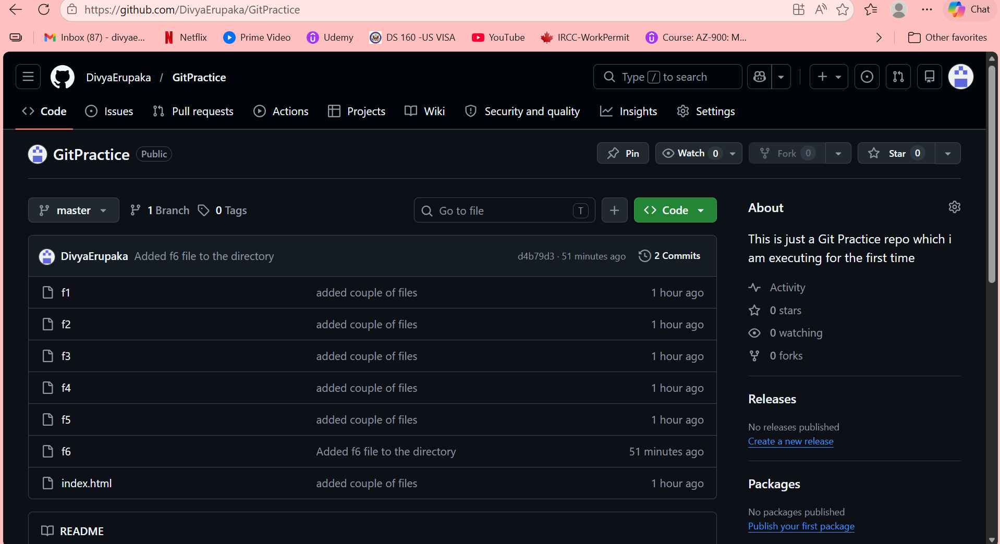 https://github.com/DivyaErupaka/GitPractice
Chat
Inbox (87) - divyae...
Netflix
Prime Video
Udemy
DS 160 -US VISA
YouTube
IRCC-WorkPermit
Course: AZ-900: M...
Other favorites
DivyaErupaka / GitPractice
Type / to search
Code
Issues
Pull requests
Actions
Projects
Wiki
Security and quality
Insights
Settings
GitPractice
Public
Pin
Watch 0
Fork 0
Star 0
master
1 Branch
0 Tags
Go to file
T
Code
DivyaErupaka Added f6 file to the directory
d4b79d3 · 51 minutes ago
2 Commits
f1 added couple of files 1 hour ago
f2 added couple of files 1 hour ago
f3 added couple of files 1 hour ago
f4 added couple of files 1 hour ago
f5 added couple of files 1 hour ago
f6 Added f6 file to the directory 51 minutes ago
index.html added couple of files 1 hour ago
README
About
This is just a Git Practice repo which i
am executing for the first time
Activity
0 stars
0 watching
0 forks
Releases
No releases published
Create a new release
Packages
No packages published
Publish your first package